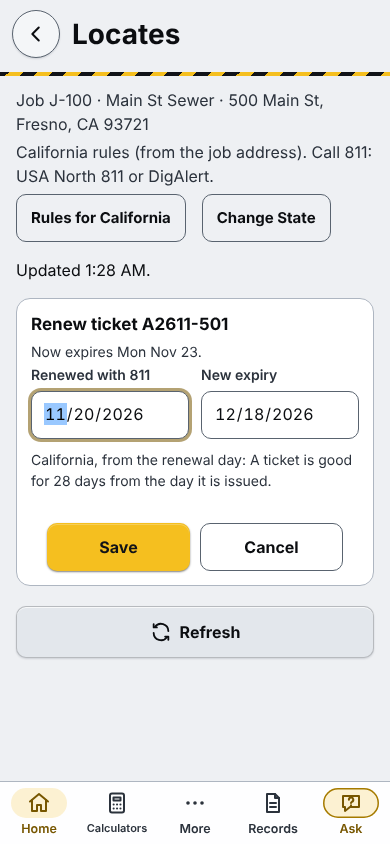 Locates
Job J-100 · Main St Sewer · 500 Main St,
Fresno, CA 93721
California rules (from the job address). Call 811:
USA North 811 or DigAlert.
Rules for California
Change State
Updated 1:28 AM.
Renew ticket A2611-501
Now expires Mon Nov 23.
Renewed with 811
New expiry
11/20/2026
12/18/2026
California, from the renewal day: A ticket is good
for 28 days from the day it is issued.
Save
Cancel
Refresh
Home
Calculators
More
Records
Ask